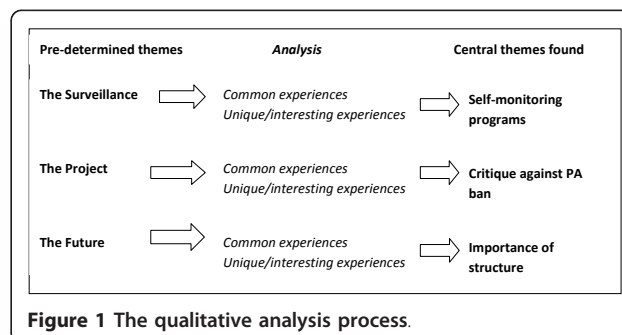 Pre-determined themes Analysis Central themes found
The Surveillance Common experiences Self-monitoring
Unique/interesting experiences programs
The Project Common experiences Critique against PA
Unique/interesting experiences ban
The Future Common experiences Importance of
Unique/interesting experiences structure
Figure 1 The qualitative analysis process.